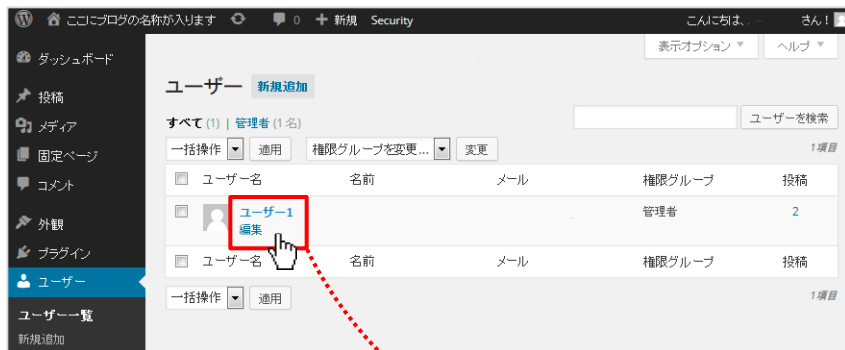 ここにブログの名称が入ります 0 + 新規 Security こんにちは、 さん!
表示オプション ▼ ヘルプ ▼
ダッシュボード
投稿
メディア
固定ページ
コメント
外観
プラグイン
ユーザー
ユーザー一覧
新規追加
ユーザー 新規追加
すべて (1) | 管理者 (1 名)
ユーザーを検索
一括操作 適用 権限グループを変更... 変更 1項目
ユーザー名 名前 メール 権限グループ 投稿
ユーザー1 管理者 2
編集
ユーザー名 名前 メール 権限グループ 投稿
一括操作 適用 1項目